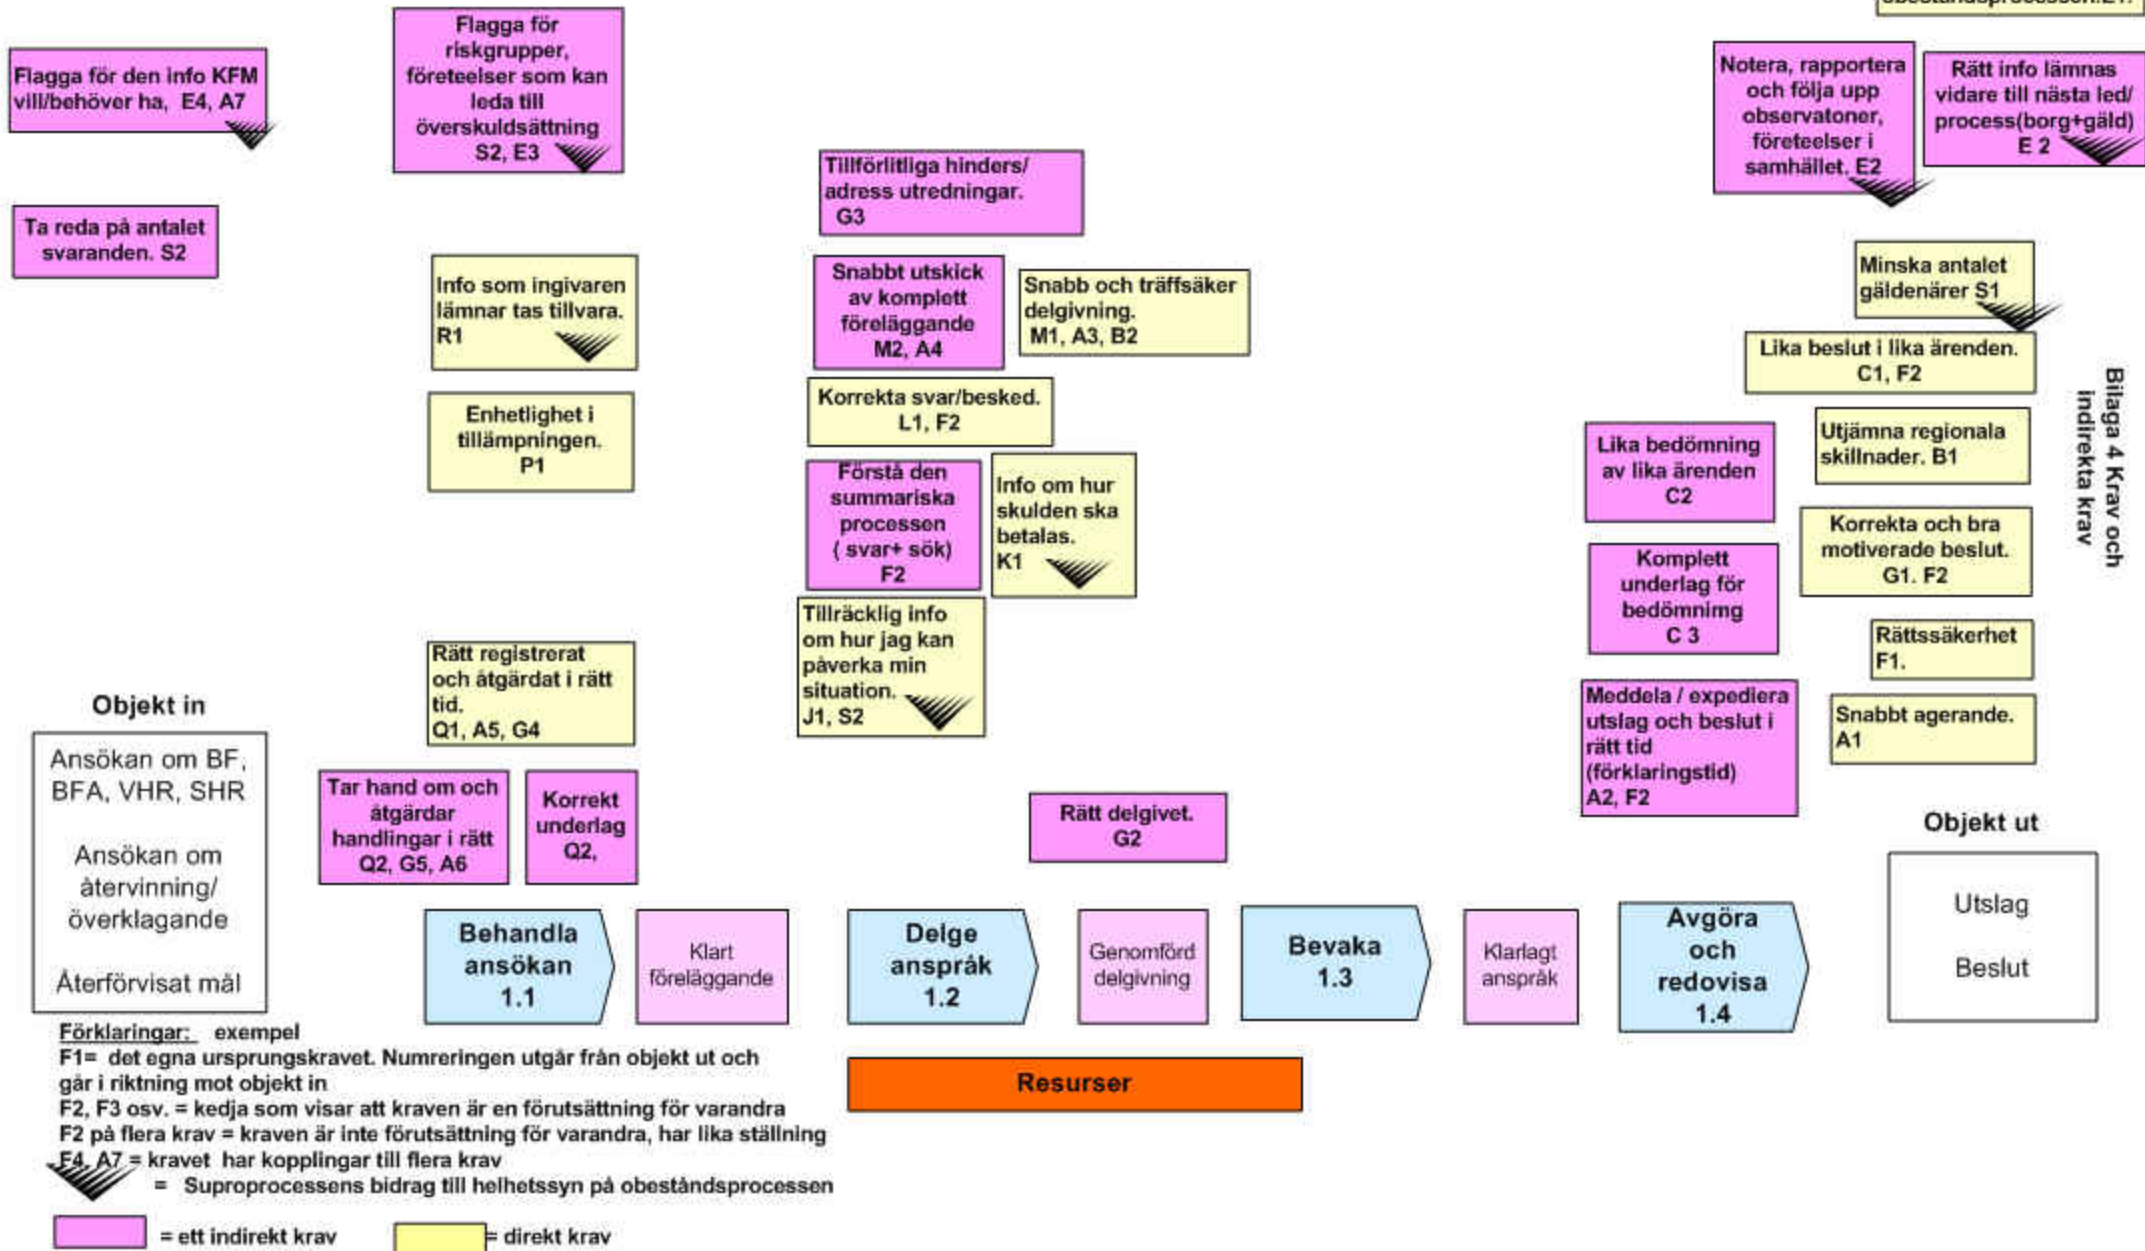 obeståndsprocessen.E1.
Flagga för den info KFM
vill/behöver ha, E4, A7
Flagga för
riskgrupper,
företeelser som kan
leda till
överskuldsättning
S2, E3
Notera, rapportera
och följa upp
observatoner,
företeelser i
samhället. E2
Rätt info lämnas
vidare till nästa led/
process(borg+gäld)
E 2
Ta reda på antalet
svaranden. S2
Tillförlitliga hinders/
adress utredningar.
G3
Info som ingivaren
lämnar tas tillvara.
R1
Snabbt utskick
av komplett
föreläggande
M2, A4
Snabb och träffsäker
delgivning.
M1, A3, B2
Minska antalet
gäldenärer S1
Lika beslut i lika ärenden.
C1, F2
Enhetlighet i
tillämpningen.
P1
Korrekta svar/besked.
L1, F2
Lika bedömning
av lika ärenden
C2
Utjämna regionala
skillnader. B1
Bilaga 4 Krav och
indirekta krav
Förstå den
summariska
processen
( svar+ sök)
F2
Info om hur
skulden ska
betalas.
K1
Korrekta och bra
motiverade beslut.
G1. F2
Komplett
underlag för
bedömnimg
C 3
Tillräcklig info
om hur jag kan
påverka min
situation.
J1, S2
Rättssäkerhet
F1.
Rätt registrerat
och åtgärdat i rätt
tid.
Q1, A5, G4
Meddela / expediera
utslag och beslut i
rätt tid
(förklaringstid)
A2, F2
Snabbt agerande.
A1
Objekt in
Ansökan om BF,
BFA, VHR, SHR
Ansökan om
återvinning/
överklagande
Återförvisat mål
Tar hand om och
åtgärdar
handlingar i rätt
Q2, G5, A6
Korrekt
underlag
Q2,
Rätt delgivet.
G2
Objekt ut
Utslag
Beslut
Behandla
ansökan
1.1
Klart
föreläggande
Delge
anspråk
1.2
Genomförd
delgivning
Bevaka
1.3
Klarlagt
anspråk
Avgöra
och
redovisa
1.4
Resurser
Förklaringar: exempel
F1= det egna ursprungskravet. Numreringen utgår från objekt ut och
går i riktning mot objekt in
F2, F3 osv. = kedja som visar att kraven är en förutsättning för varandra
F2 på flera krav = kraven är inte förutsättning för varandra, har lika ställning
E4, A7 = kravet har kopplingar till flera krav
= Suproprocessens bidrag till helhetssyn på obeståndsprocessen
= ett indirekt krav
= direkt krav